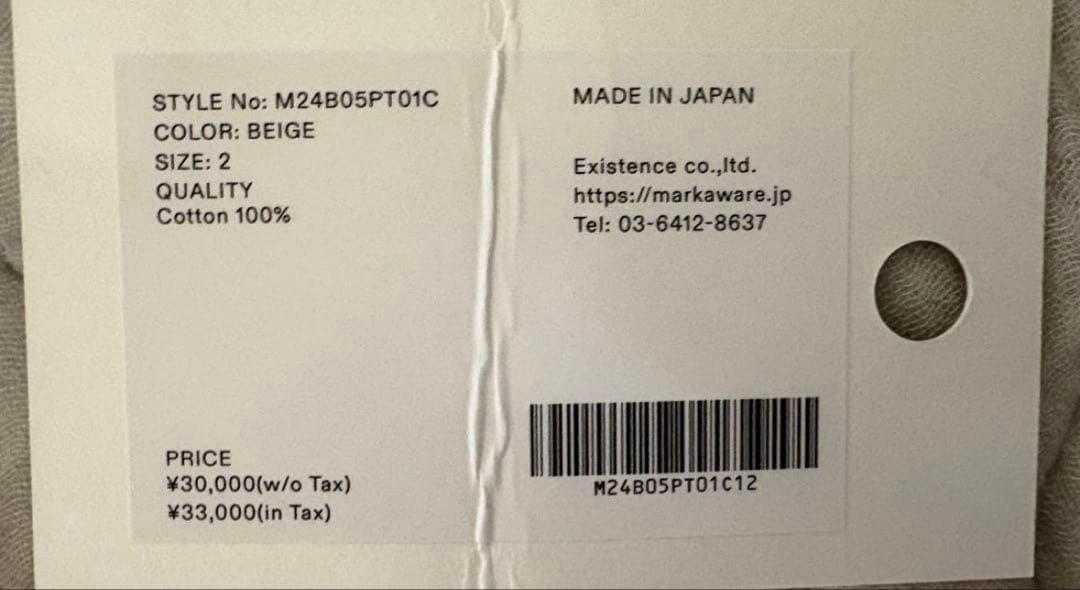 STYLE No: M24B05PT01C
COLOR: BEIGE
SIZE: 2
QUALITY
Cotton 100%
PRICE
¥30,000(w/o Tax)
¥33,000(in Tax)
MADE IN JAPAN
Existence co.,ltd.
https://markaware.jp
Tel: 03-6412-8637
M24B05PT01C12